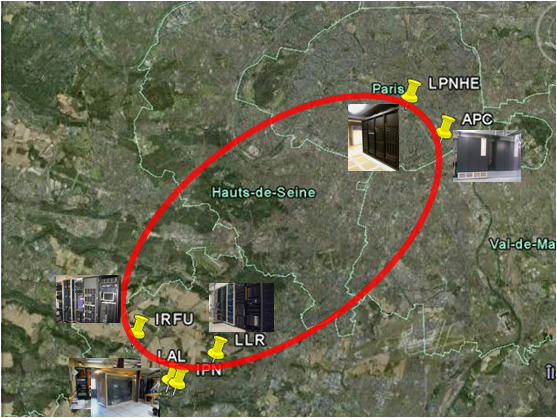 Paris
LPNHE
APC
Hauts-de-Seine
Val-de-Ma
IRFU
LLR
LAL
IPN